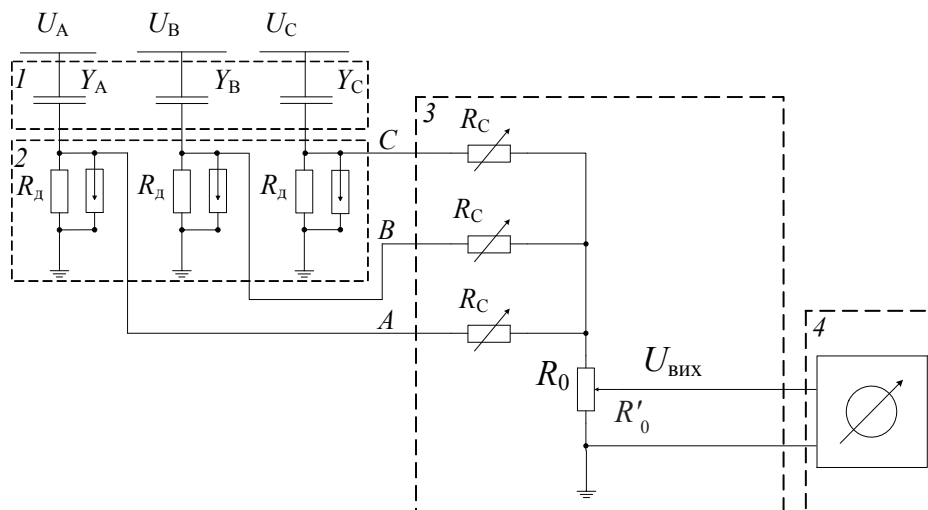 U_A U_B U_C
1 Y_A Y_B Y_C
3
2 R_д R_д R_д C R_C
B R_C
A R_C
4
R_0 U_вих
R'_0